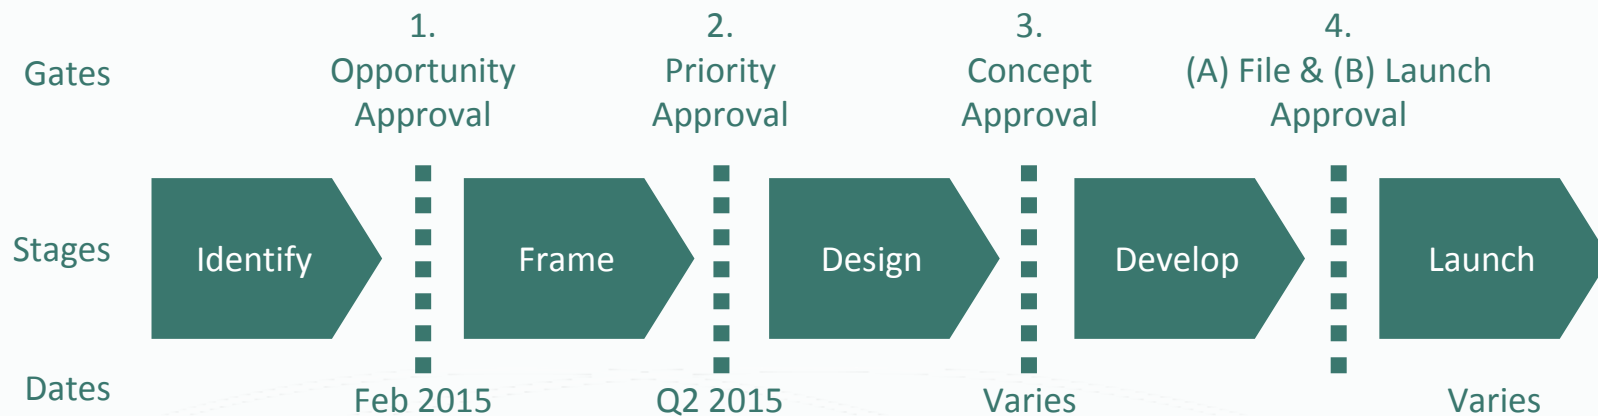 Gates
1.
Opportunity
Approval
2.
Priority
Approval
3.
Concept
Approval
4.
(A) File & (B) Launch
Approval
Stages
Identify
Frame
Design
Develop
Launch
Dates
Feb 2015
Q2 2015
Varies
Varies